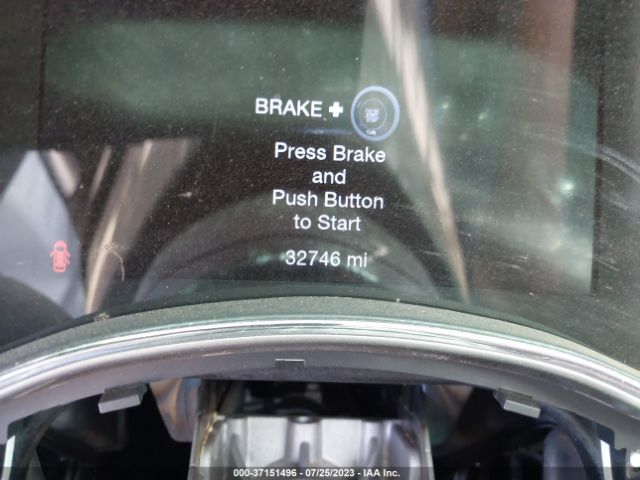 BRAKE +
Press Brake
and
Push Button
to Start
32746 mi
000-37151496 - 07/25/2023 - IAA Inc.